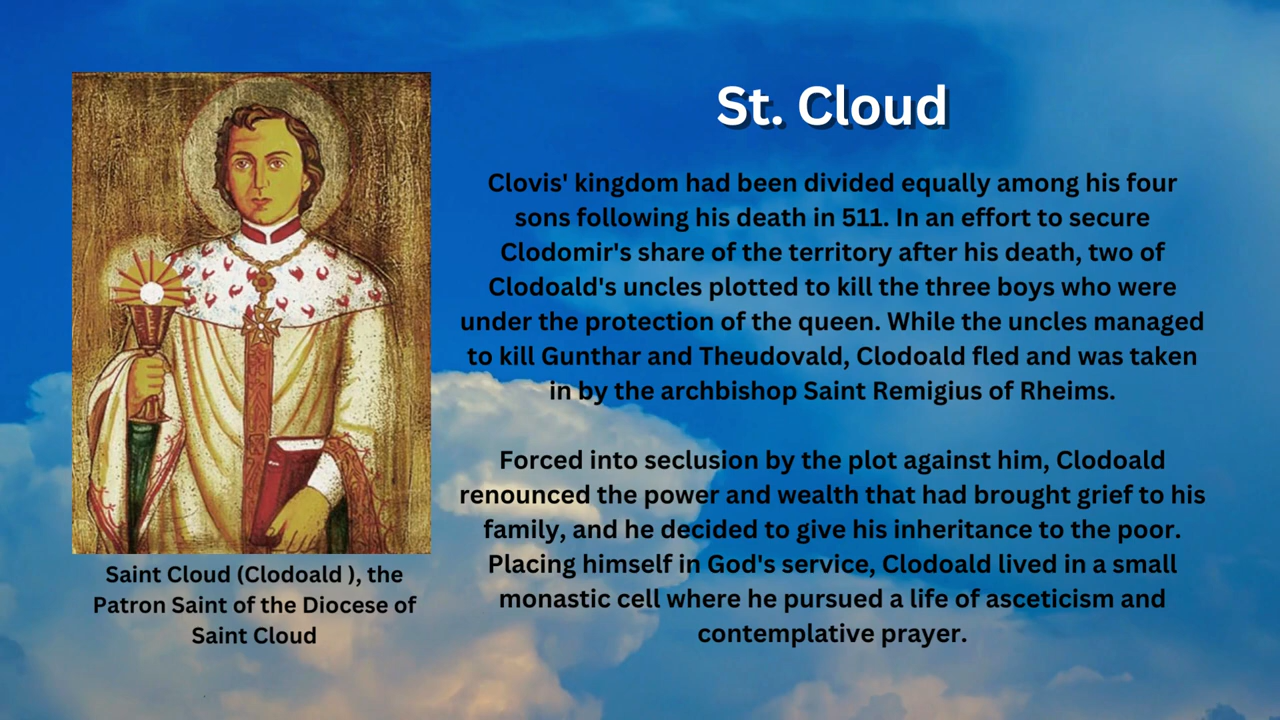 St. Cloud
Clovis' kingdom had been divided equally among his four
sons following his death in 511. In an effort to secure
Clodomir's share of the territory after his death, two of
Clodoald's uncles plotted to kill the three boys who were
under the protection of the queen. While the uncles managed
to kill Gunthar and Theudovald, Clodoald fled and was taken
in by the archbishop Saint Remigius of Rheims.
Forced into seclusion by the plot against him, Clodoald
renounced the power and wealth that had brought grief to his
family, and he decided to give his inheritance to the poor.
Placing himself in God's service, Clodoald lived in a small
monastic cell where he pursued a life of asceticism and
contemplative prayer.
Saint Cloud (Clodoald ), the
Patron Saint of the Diocese of
Saint Cloud